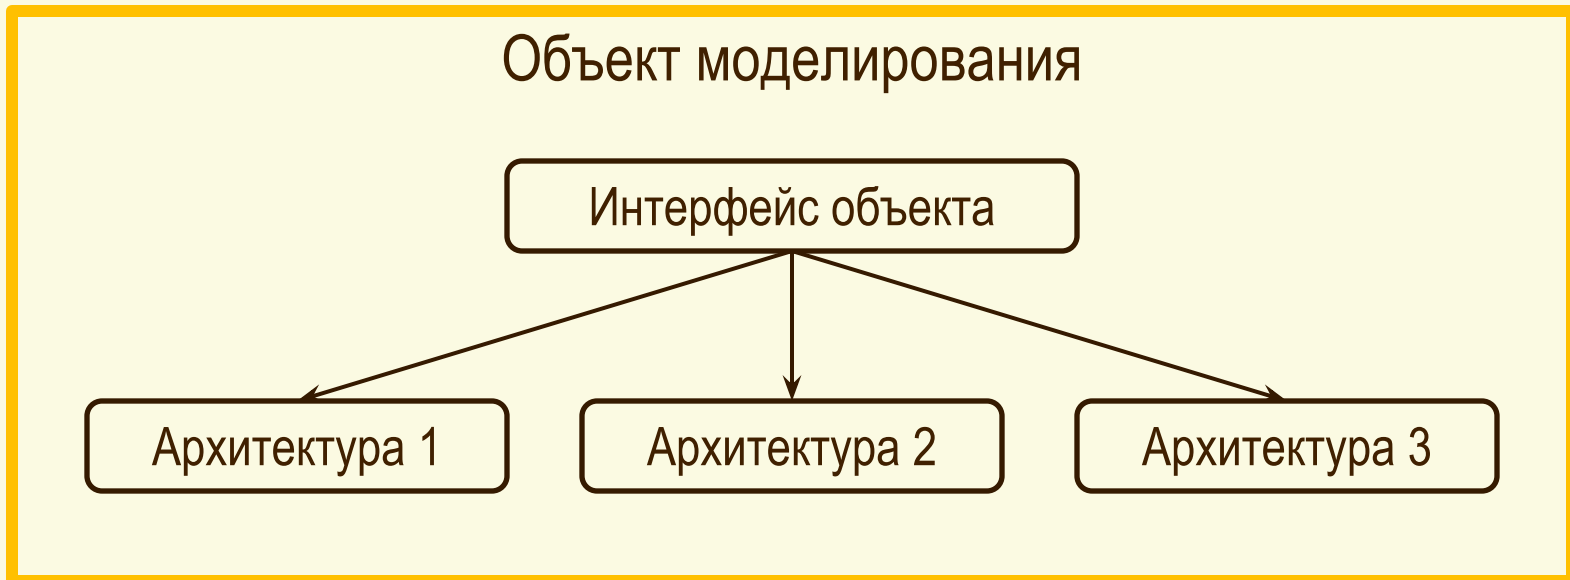 Объект моделирования
Интерфейс объекта
Архитектура 1
Архитектура 2
Архитектура 3